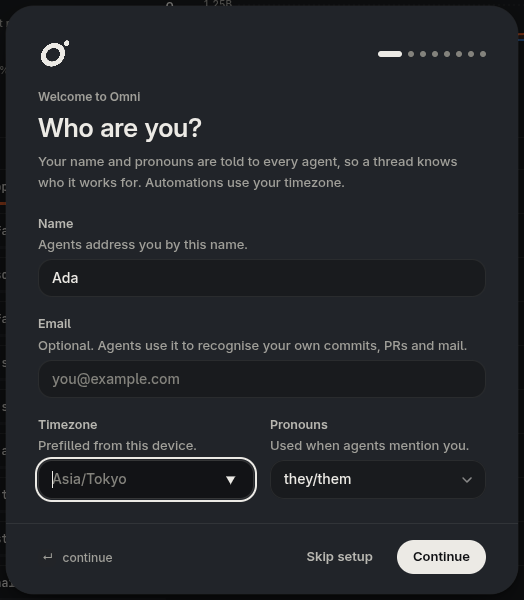 1.25B
Welcome to Omni
Who are you?
Your name and pronouns are told to every agent, so a thread knows
who it works for. Automations use your timezone.
Name
Agents address you by this name.
Ada
Email
Optional. Agents use it to recognise your own commits, PRs and mail.
you@example.com
Timezone
Prefilled from this device.
Asia/Tokyo
Pronouns
Used when agents mention you.
they/them
↵ continue
Skip setup
Continue